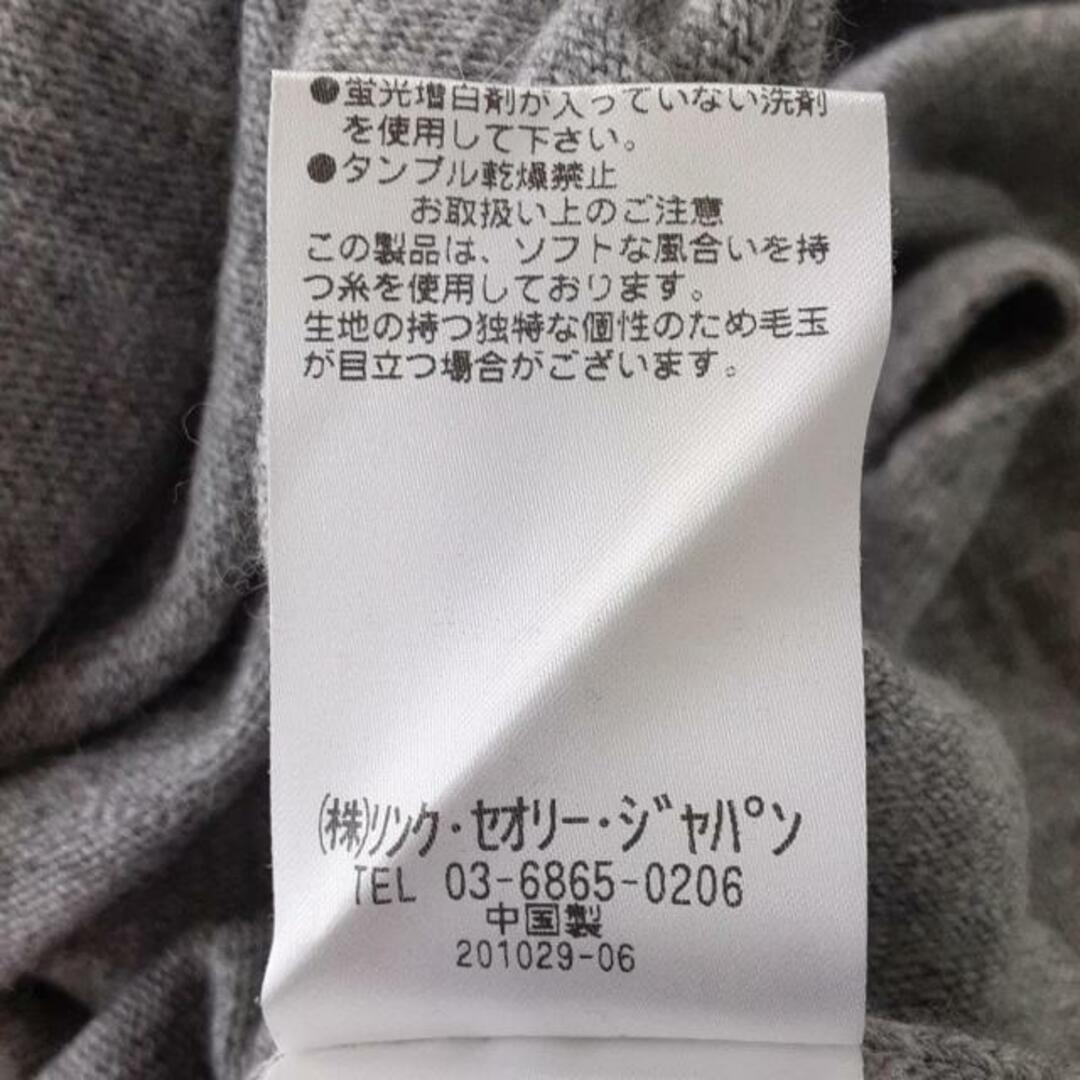 ●蛍光増白剤が入っていない洗剤
を使用して下さい。
●タンブル乾燥禁止
お取扱い上のご注意
この製品は、ソフトな風合いを持
つ糸を使用しております。
生地の持つ独特な個性のため毛玉
が目立つ場合がございます。
(株)リンク・セオリー・ジャパン
TEL 03-6865-0206
中国製
201029-06